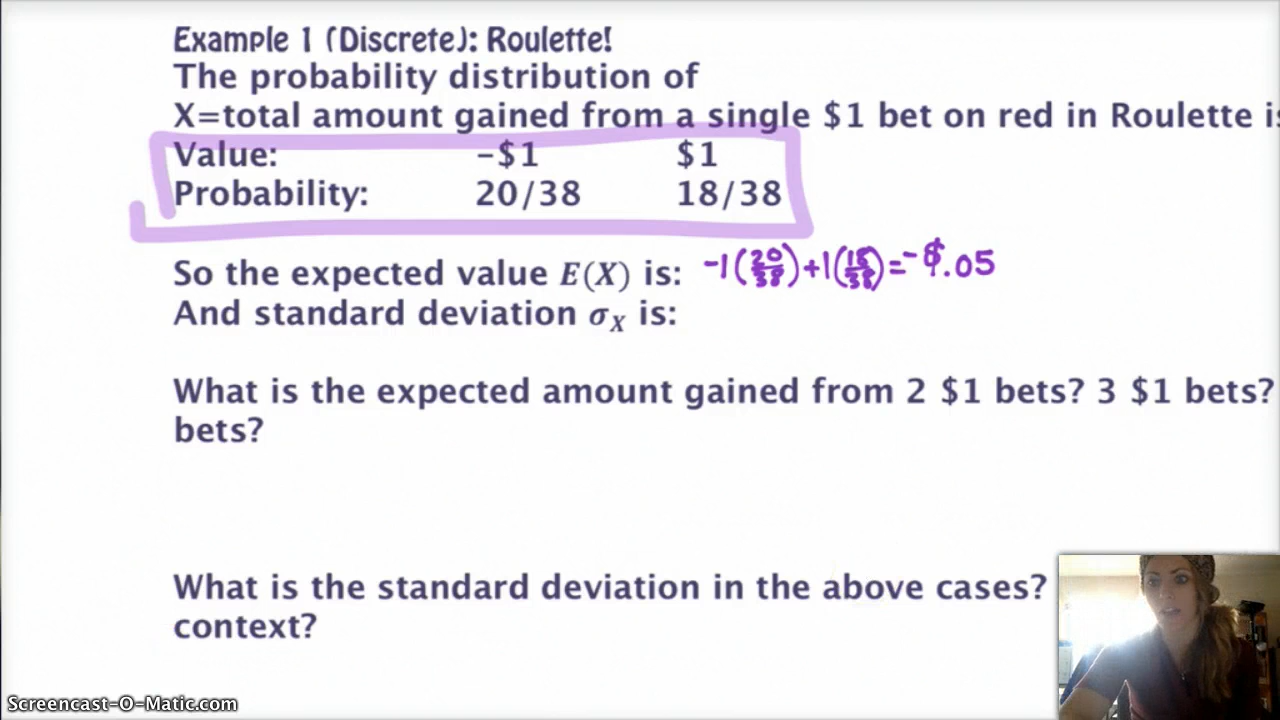 Example 1 (Discrete): Roulette!
The probability distribution of
X=total amount gained from a single $1 bet on red in Roulette is
Value: -$1 $1
Probability: 20/38 18/38
So the expected value E(X) is: -1(20/38)+1(18/38)=-$.05
And standard deviation σX is:
What is the expected amount gained from 2 $1 bets? 3 $1 bets?
bets?
What is the standard deviation in the above cases?
context?
Screencast-O-Matic.com